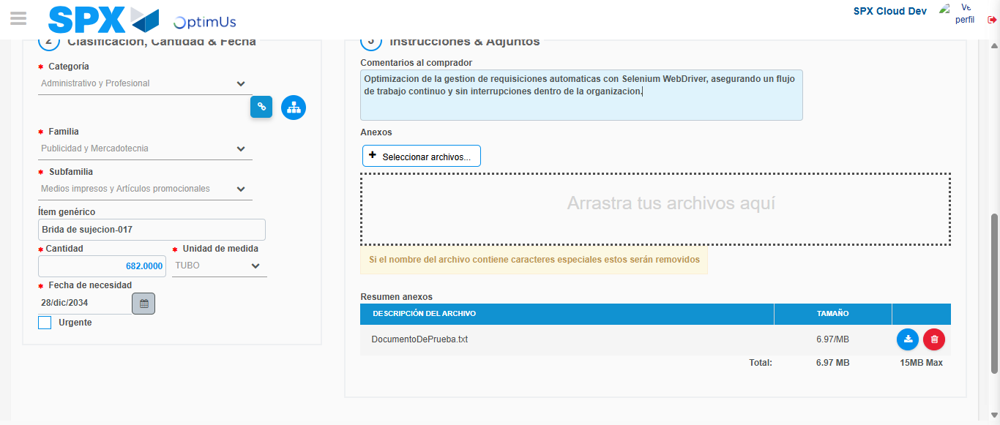 SPX
OptimUs
SPX Cloud Dev
Ve
perfil
2 Clasificación, Cantidad & Fecha
* Categoría
Administrativo y Profesional
* Familia
Publicidad y Mercadotecnia
* Subfamilia
Medios impresos y Artículos promocionales
Ítem genérico
Brida de sujecion-017
* Cantidad
* Unidad de medida
682.0000
TUBO
* Fecha de necesidad
28/dic/2034
Urgente
3 Instrucciones & Adjuntos
Comentarios al comprador
Optimizacion de la gestion de requisiciones automaticas con Selenium WebDriver, asegurando un flujo
de trabajo continuo y sin interrupciones dentro de la organizacion.
Anexos
+ Seleccionar archivos...
Arrastra tus archivos aquí
Si el nombre del archivo contiene caracteres especiales estos serán removidos
Resumen anexos
DESCRIPCIÓN DEL ARCHIVO TAMAÑO
DocumentoDePrueba.txt 6.97/MB
Total: 6.97 MB 15MB Max